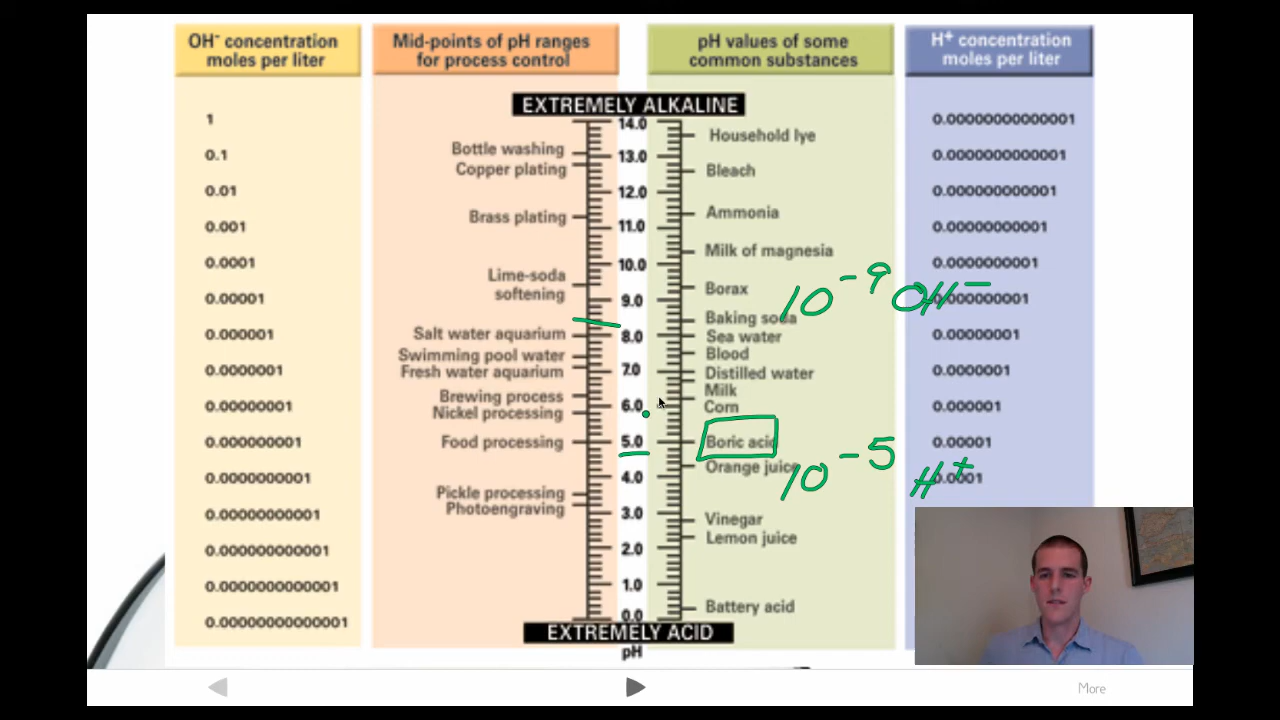 OH⁻ concentration
moles per liter
1
0.1
0.01
0.001
0.0001
0.00001
0.000001
0.0000001
0.00000001
0.000000001
0.0000000001
0.00000000001
0.000000000001
0.0000000000001
0.00000000000001
Mid-points of pH ranges
for process control
Bottle washing
Copper plating
Brass plating
Lime-soda
softening
Salt water aquarium
Swimming pool water
Fresh water aquarium
Brewing process
Nickel processing
Food processing
Pickle processing
Photoengraving
EXTREMELY ALKALINE
14.0
13.0
12.0
11.0
10.0
9.0
8.0
7.0
6.0
5.0
4.0
3.0
2.0
1.0
0.0
EXTREMELY ACID
pH
pH values of some
common substances
Household lye
Bleach
Ammonia
Milk of magnesia
Borax
Baking soda
Sea water
Blood
Distilled water
Milk
Corn
Boric acid
Orange juice
Vinegar
Lemon juice
Battery acid
10⁻⁹ OH⁻
10⁻⁵ H⁺
H⁺ concentration
moles per liter
0.00000000000001
0.0000000000001
0.000000000001
0.00000000001
0.0000000001
0.000000001
0.00000001
0.0000001
0.000001
0.00001
0.0001
More